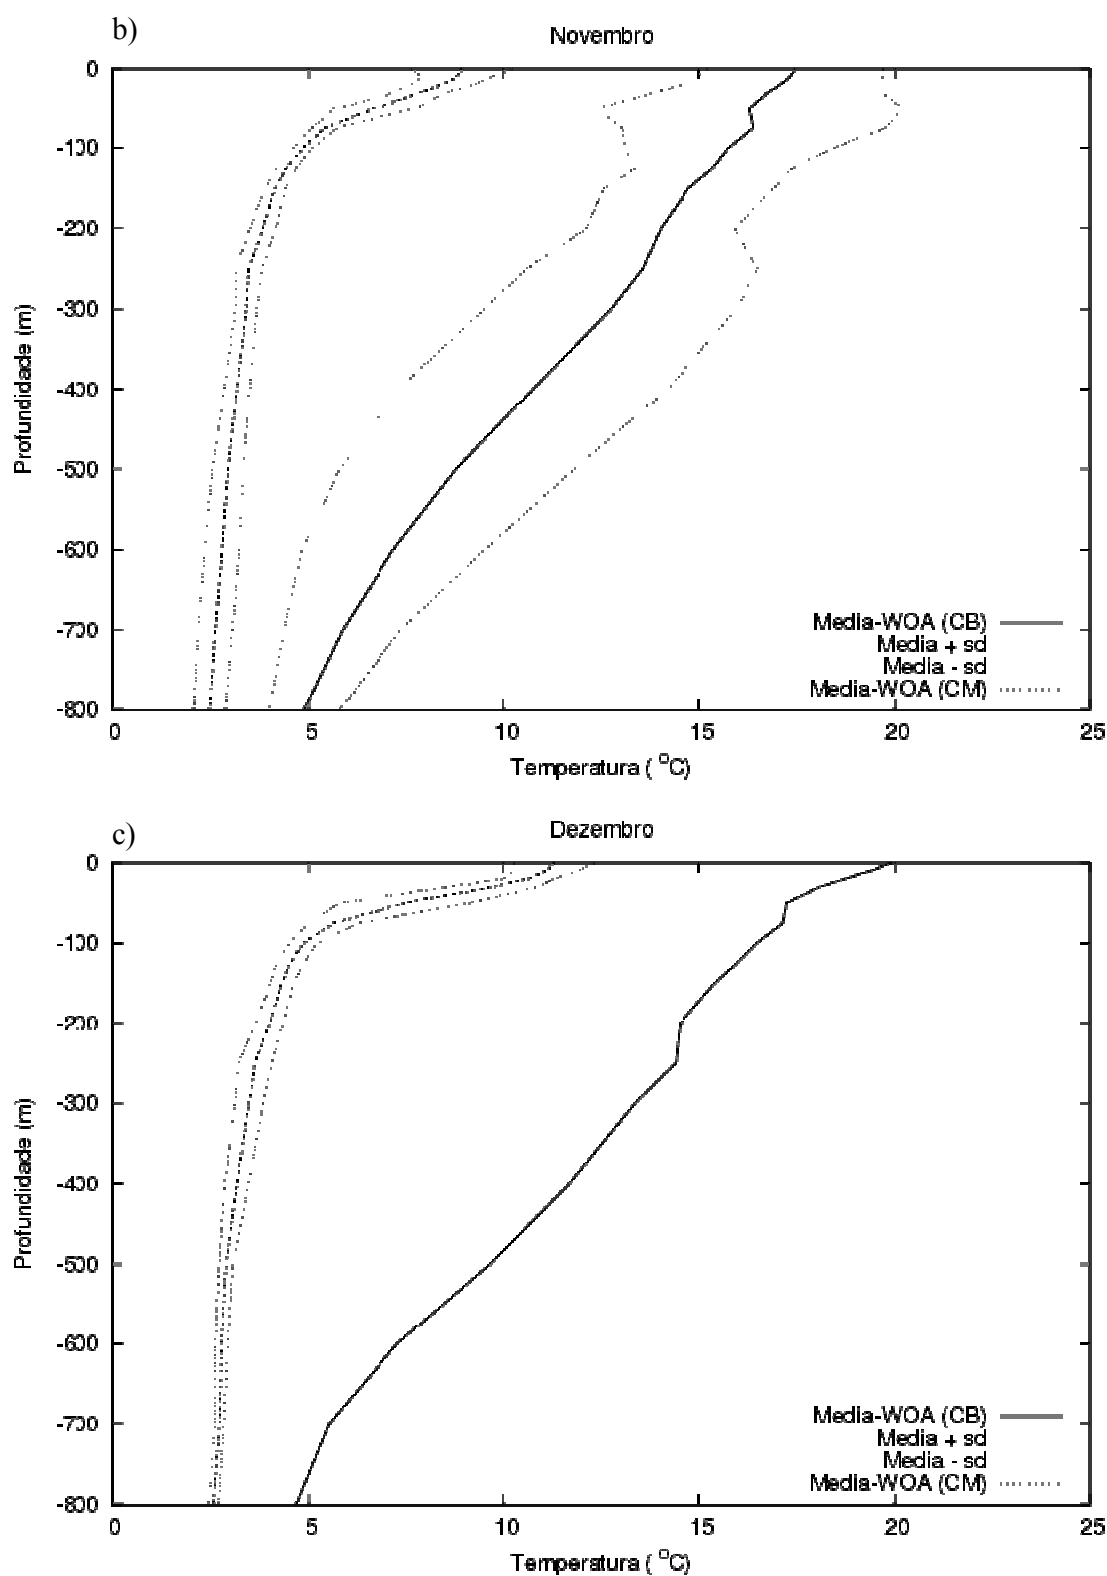 b)
Novembro
0
-100
-200
-300
-400
-500
-600
-700
-800
Profundidade (m)
0 5 10 15 20 25
Temperatura ( °C)
Media-WOA (CB)
Media + sd
Media - sd
Media-WOA (CM)
c)
Dezembro
0
-100
-200
-300
-400
-500
-600
-700
-800
Profundidade (m)
0 5 10 15 20 25
Temperatura ( °C)
Media-WOA (CB)
Media + sd
Media - sd
Media-WOA (CM)